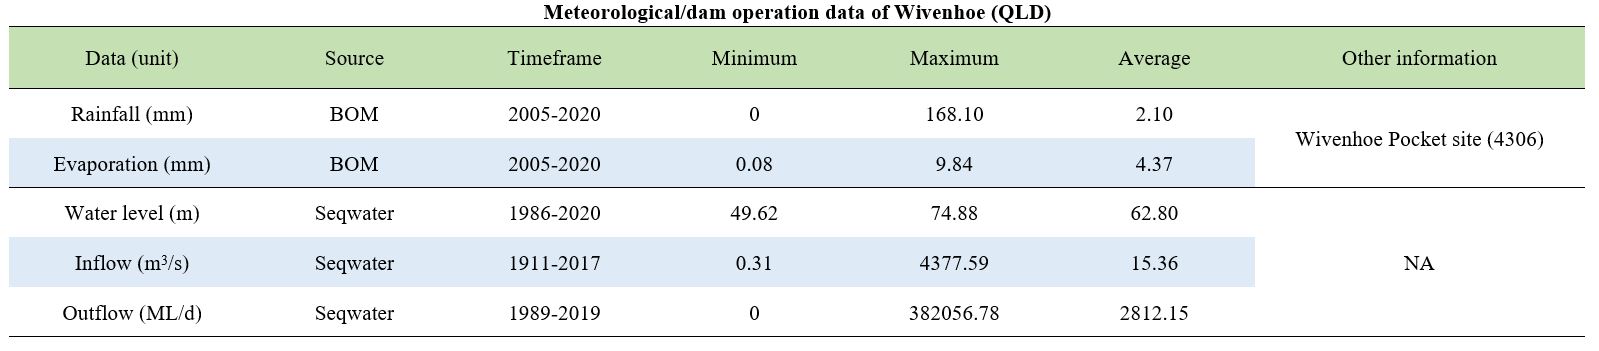 Meteorological/dam operation data of Wivenhoe (QLD)
Data (unit) Source Timeframe Minimum Maximum Average Other information
Rainfall (mm) BOM 2005-2020 0 168.10 2.10
Wivenhoe Pocket site (4306)
Evaporation (mm) BOM 2005-2020 0.08 9.84 4.37
Water level (m) Seqwater 1986-2020 49.62 74.88 62.80
Inflow (m³/s) Seqwater 1911-2017 0.31 4377.59 15.36 NA
Outflow (ML/d) Seqwater 1989-2019 0 382056.78 2812.15